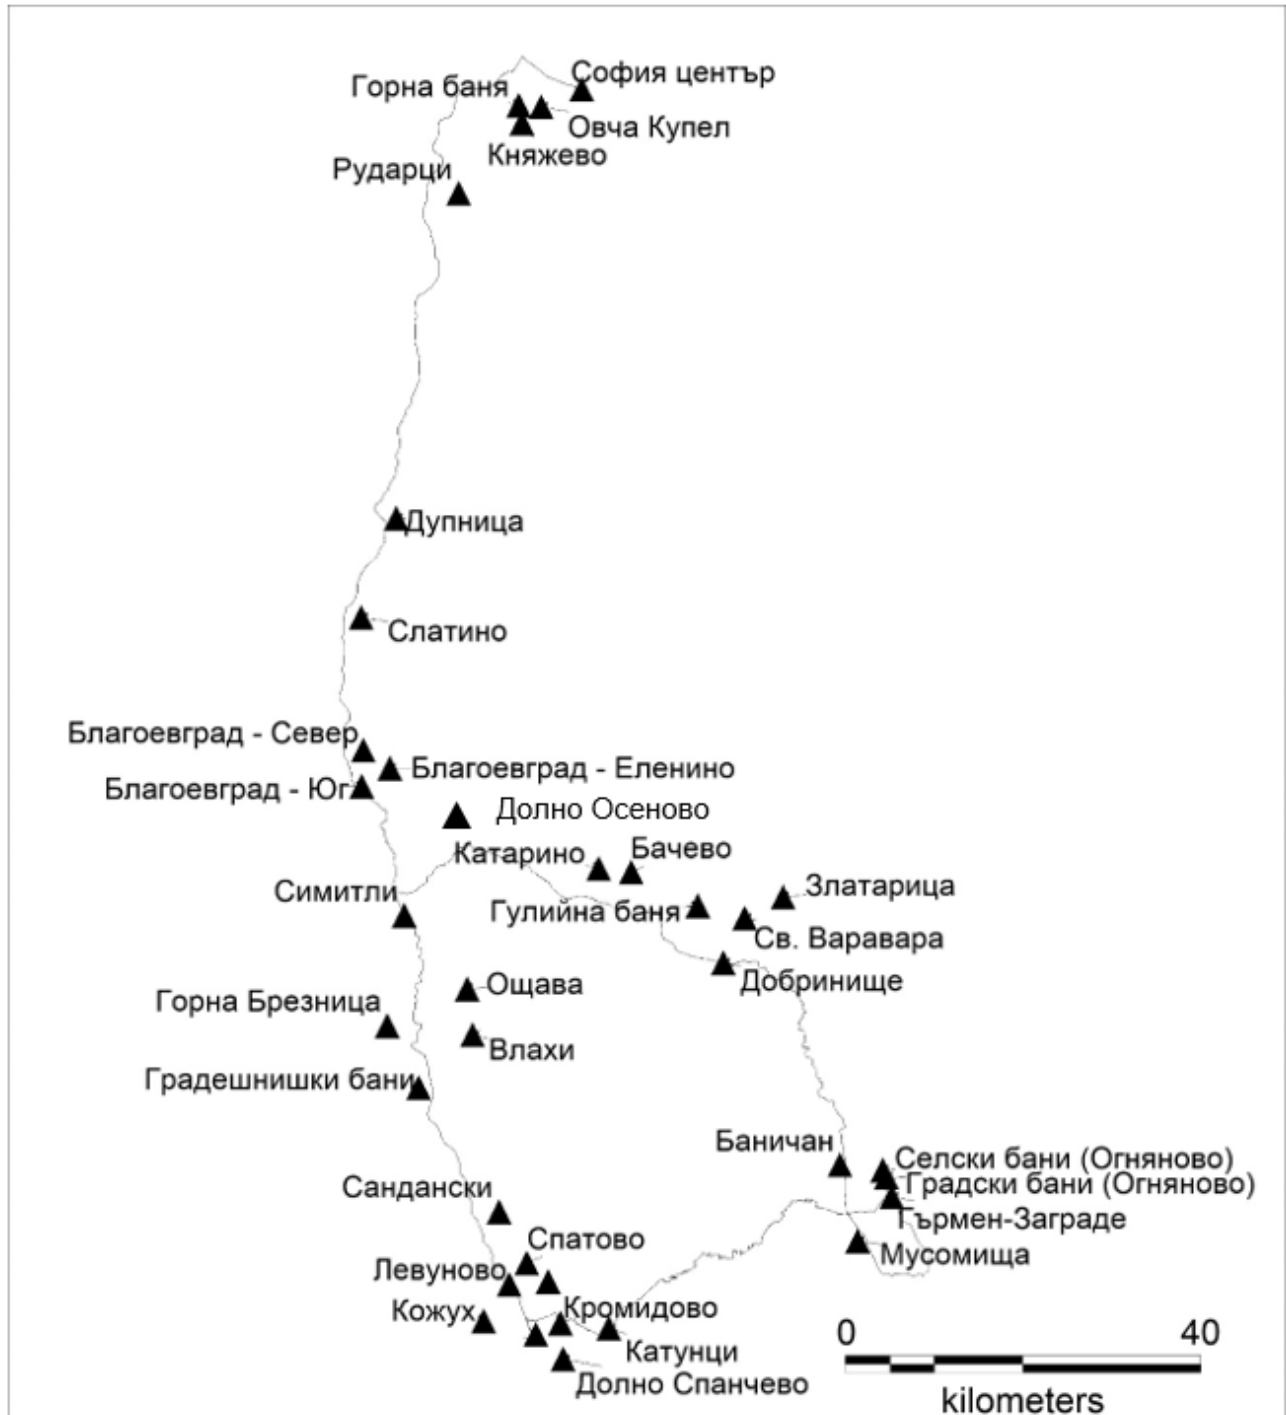 София център
Горна баня
Овча Купел
Княжево
Рударци
Дупница
Слатино
Благоевград - Север
Благоевград - Еленино
Благоевград - Юг
Долно Осеново
Катарино
Бачево
Златарица
Симитли
Гулийна баня
Св. Варавара
Добринище
Ощава
Горна Брезница
Влахи
Градешнишки бани
Баничан
Селски бани (Огняново)
Градски бани (Огняново)
Гърмен-Заграде
Мусомища
Сандански
Спатово
Левуново
Кожух
Кромидово
Катунци
Долно Спанчево
0 40
kilometers